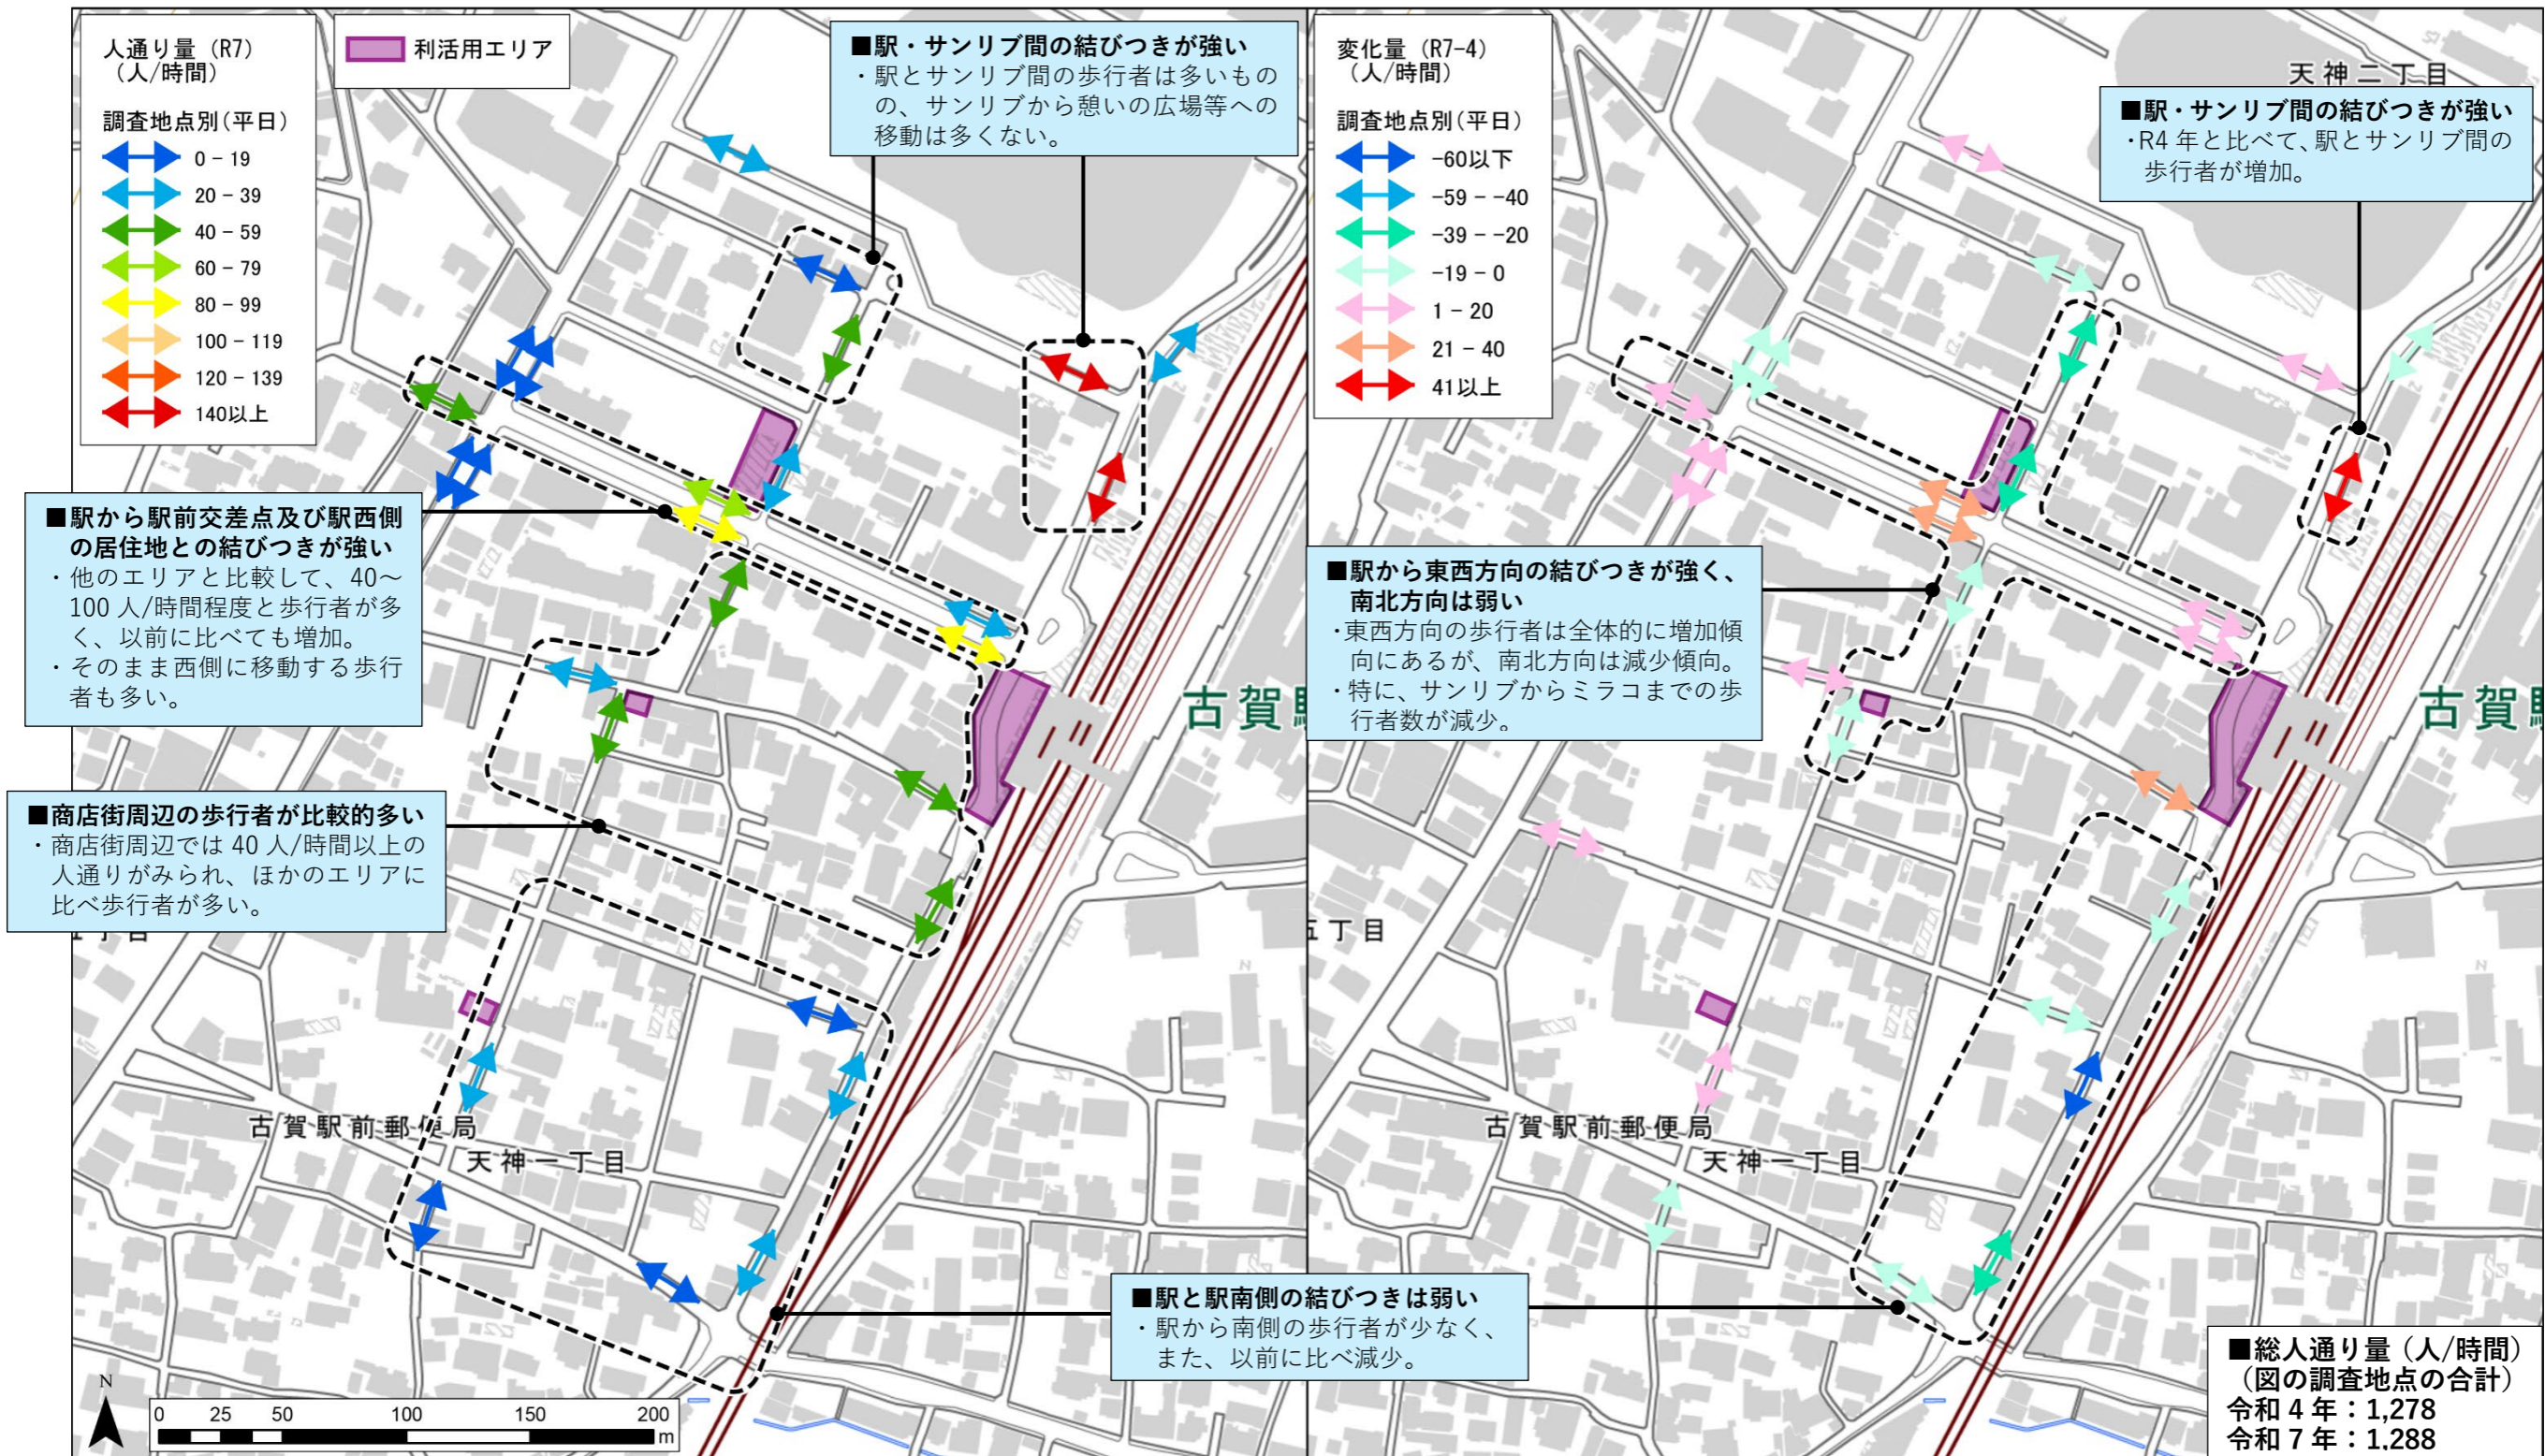 人通り量（R7）
（人/時間）
調査地点別(平日)
0 - 19
20 - 39
40 - 59
60 - 79
80 - 99
100 - 119
120 - 139
140以上
利活用エリア
■駅・サンリブ間の結びつきが強い
・駅とサンリブ間の歩行者は多いもの
の、サンリブから憩いの広場等への
移動は多くない。
■駅から駅前交差点及び駅西側
の居住地との結びつきが強い
・他のエリアと比較して、40～
100 人/時間程度と歩行者が多
く、以前に比べても増加。
・そのまま西側に移動する歩行
者も多い。
■商店街周辺の歩行者が比較的多い
・商店街周辺では 40 人/時間以上の
人通りがみられ、ほかのエリアに
比べ歩行者が多い。
古賀駅
古賀駅前郵便局
天神一丁目
N
0 25 50 100 150 200
m
変化量（R7-4）
（人/時間）
調査地点別(平日)
-60以下
-59 - -40
-39 - -20
-19 - 0
1 - 20
21 - 40
41以上
天神二丁目
■駅・サンリブ間の結びつきが強い
・R4 年と比べて、駅とサンリブ間の
歩行者が増加。
■駅から東西方向の結びつきが強く、
南北方向は弱い
・東西方向の歩行者は全体的に増加傾
向にあるが、南北方向は減少傾向。
・特に、サンリブからミラコまでの歩
行者数が減少。
古賀駅
丁目
古賀駅前郵便局
天神一丁目
■駅と駅南側の結びつきは弱い
・駅から南側の歩行者が少なく、
また、以前に比べ減少。
■総人通り量（人/時間）
（図の調査地点の合計）
令和 4 年：1,278
令和 7 年：1,288